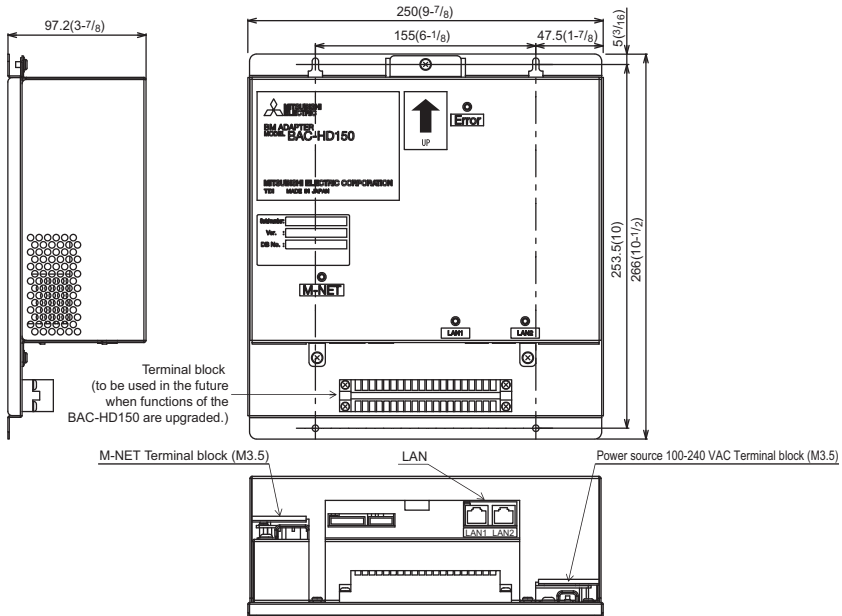 97.2(3-7/8)
250(9-7/8)
155(6-1/8)
47.5(1-7/8)
5(3/16)
MITSUBISHI
ELECTRIC
BM ADAPTER
MODEL BAC-HD150
MITSUBISHI ELECTRIC CORPORATION
MADE IN JAPAN
UP
Error
Ver. :
DB No. :
M-NET
LAN1
LAN2
253.5(10)
266(10-1/2)
Terminal block
(to be used in the future
when functions of the
BAC-HD150 are upgraded.)
M-NET Terminal block (M3.5)
LAN
Power source 100-240 VAC Terminal block (M3.5)
LAN1 LAN2